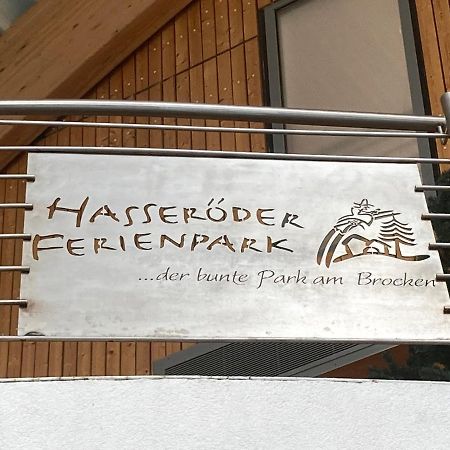 HASSERÖDER
FERIENPARK
...der bunte Park am Brocken